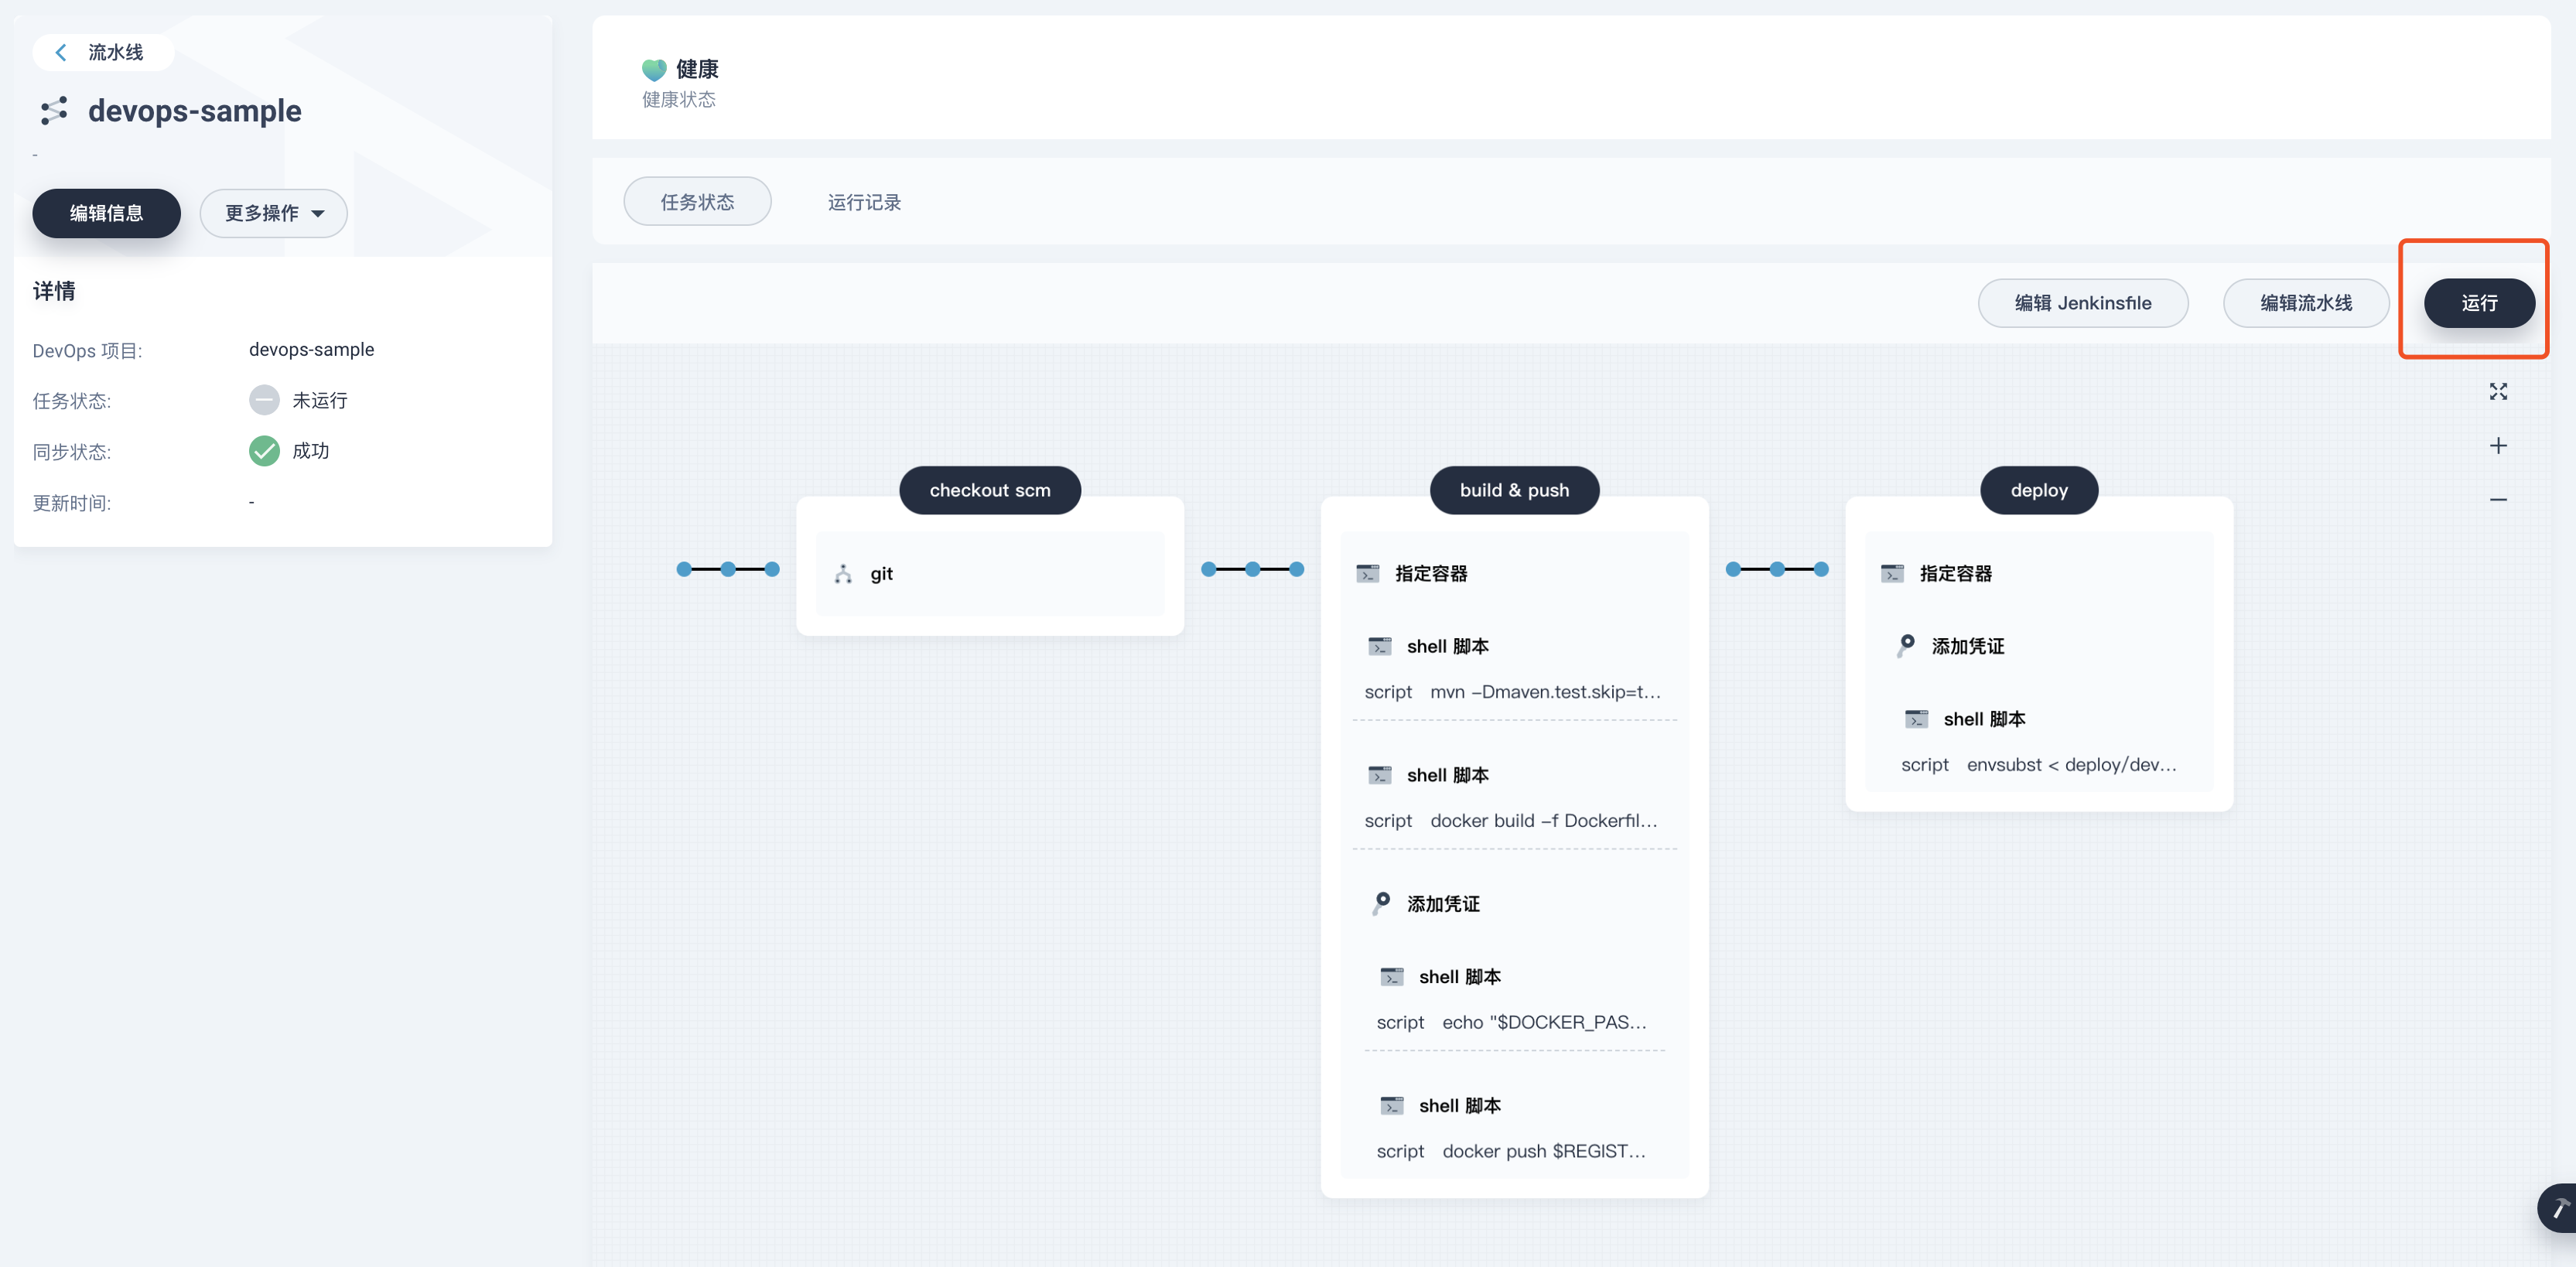 流水线
devops-sample
-
编辑信息
更多操作
详情
DevOps 项目:
devops-sample
任务状态:
未运行
同步状态:
成功
更新时间:
-
健康
健康状态
任务状态
运行记录
编辑 Jenkinsfile
编辑流水线
运行
checkout scm
git
build & push
指定容器
shell 脚本
script mvn -Dmaven.test.skip=t...
shell 脚本
script docker build -f Dockerfil...
添加凭证
shell 脚本
script echo "$DOCKER_PAS...
shell 脚本
script docker push $REGIST...
deploy
指定容器
添加凭证
shell 脚本
script envsubst < deploy/dev...